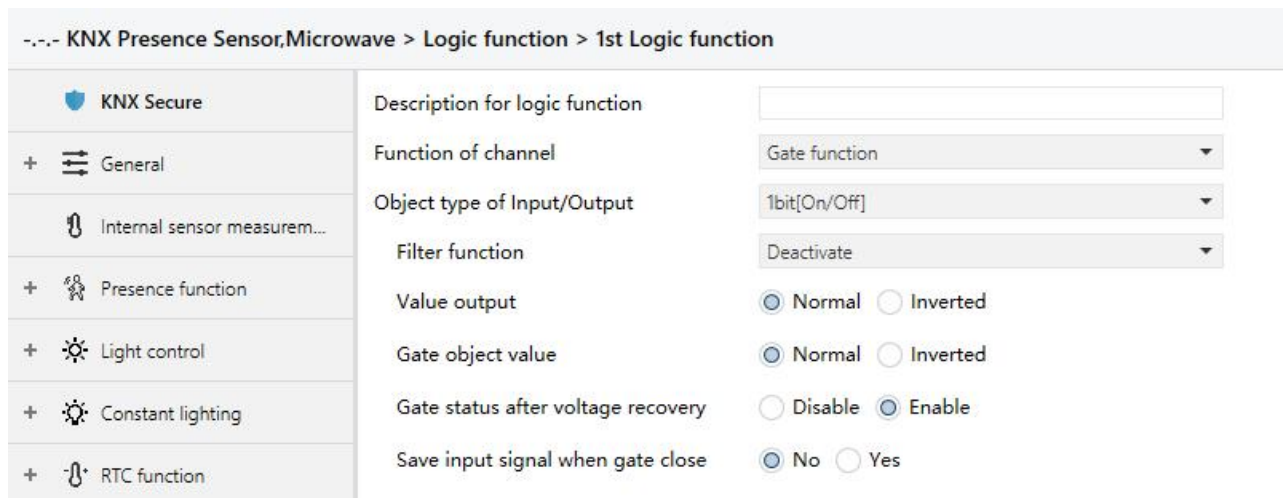 -.-.- KNX Presence Sensor,Microwave > Logic function > 1st Logic function
KNX Secure
+ General
Internal sensor measurem...
+ Presence function
+ Light control
+ Constant lighting
+ RTC function
Description for logic function
Function of channel Gate function
Object type of Input/Output 1bit[On/Off]
Filter function Deactivate
Value output Normal Inverted
Gate object value Normal Inverted
Gate status after voltage recovery Disable Enable
Save input signal when gate close No Yes